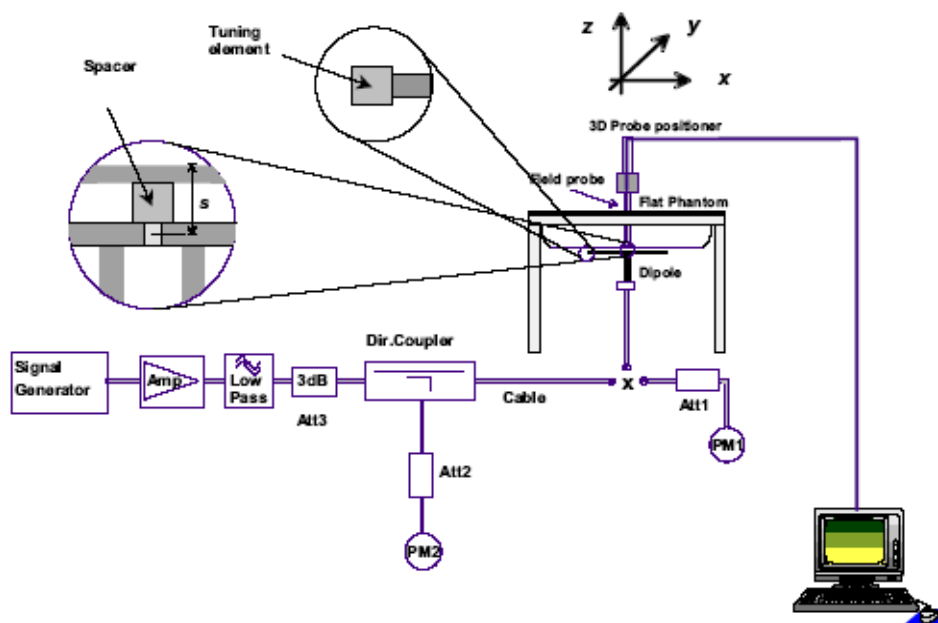 Tuning
element
Spacer
s
z
y
x
3D Probe positioner
Field probe
Flat Phantom
Dipole
Dir.Coupler
Signal
Generator
Amp
Low
Pass
3dB
Att3
Cable
x
Att1
PM1
Att2
PM2